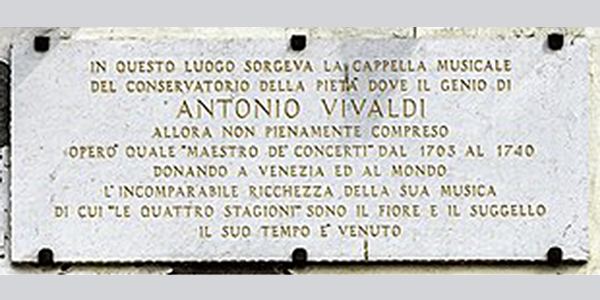 IN QUESTO LUOGO SORGEVA LA CAPPELLA MUSICALE
DEL CONSERVATORIO DELLA PIETÀ DOVE IL GENIO DI
ANTONIO VIVALDI
ALLORA NON PIENAMENTE COMPRESO
OPERÒ QUALE "MAESTRO DE' CONCERTI" DAL 1703 AL 1740
DONANDO A VENEZIA ED AL MONDO
L'INCOMPARABILE RICCHEZZA DELLA SUA MUSICA
DI CUI "LE QUATTRO STAGIONI" SONO IL FIORE E IL SUGGELLO
IL SUO TEMPO E' VENUTO